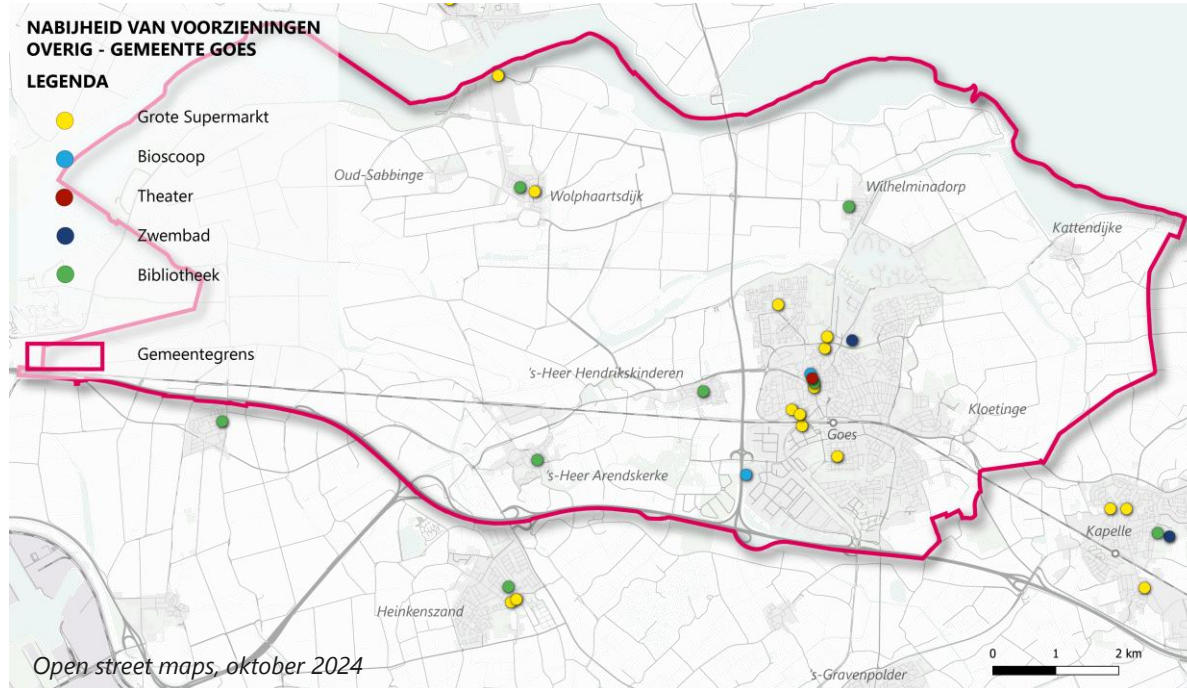 NABIJHEID VAN VOORZIENINGEN
OVERIG - GEMEENTE GOES
LEGENDA
Grote Supermarkt
Bioscoop
Theater
Zwembad
Bibliotheek
Gemeentegrens
Oud-Sabbinge
Wolphaartsdijk
Wilhelminadorp
Kattendijke
's-Heer Hendrikskinderen
Kloetinge
Goes
's-Heer Arendskerke
Kapelle
Heinkenszand
's-Gravenpolder
0 1 2 km
Open street maps, oktober 2024